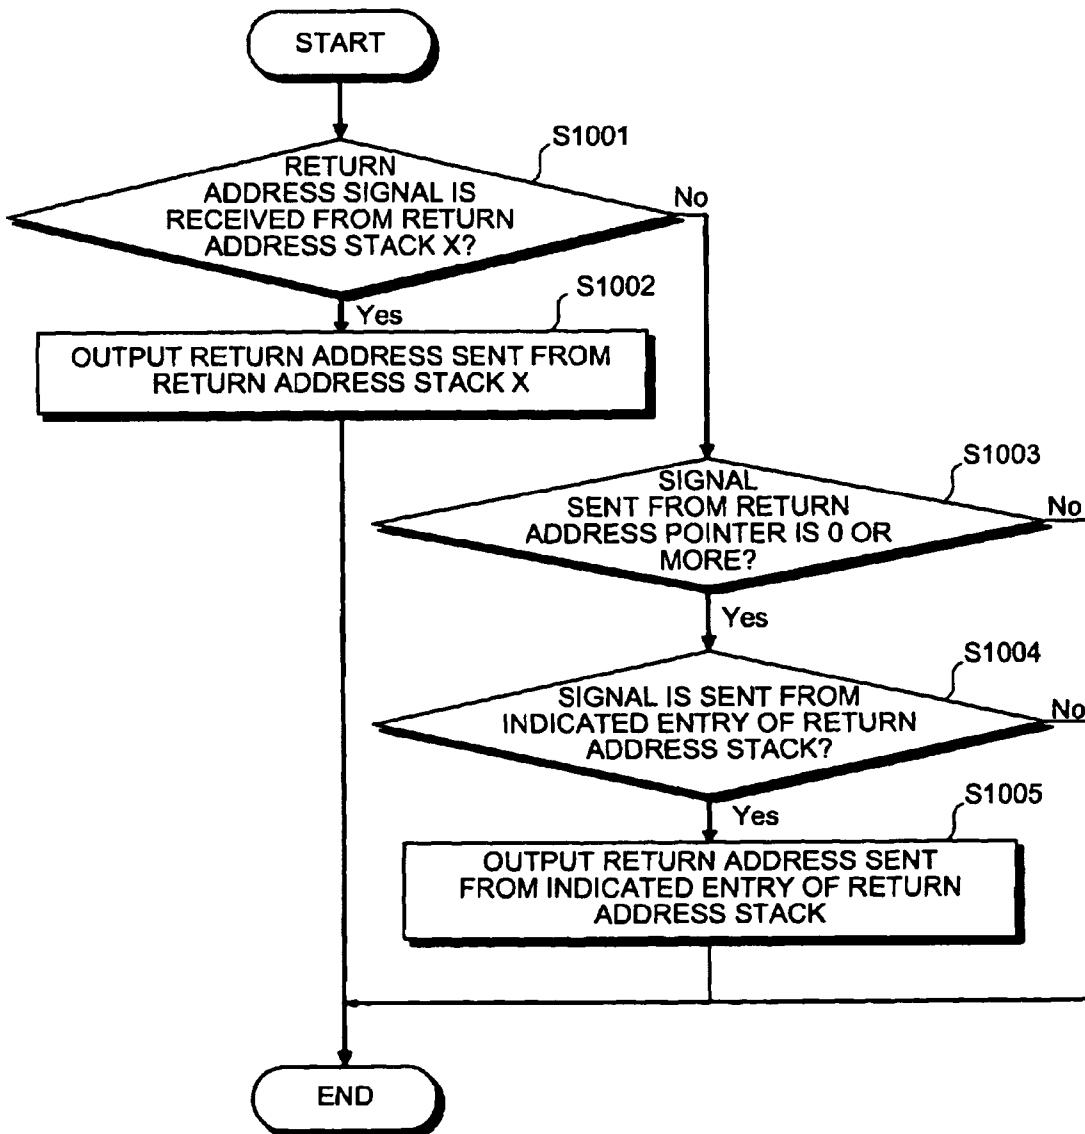 START
S1001
RETURN
ADDRESS SIGNAL IS
RECEIVED FROM RETURN
ADDRESS STACK X?
No
Yes
S1002
OUTPUT RETURN ADDRESS SENT FROM
RETURN ADDRESS STACK X
S1003
SIGNAL
SENT FROM RETURN
ADDRESS POINTER IS 0 OR
MORE?
No
Yes
S1004
SIGNAL IS SENT FROM
INDICATED ENTRY OF RETURN
ADDRESS STACK?
No
Yes
S1005
OUTPUT RETURN ADDRESS SENT
FROM INDICATED ENTRY OF RETURN
ADDRESS STACK
END